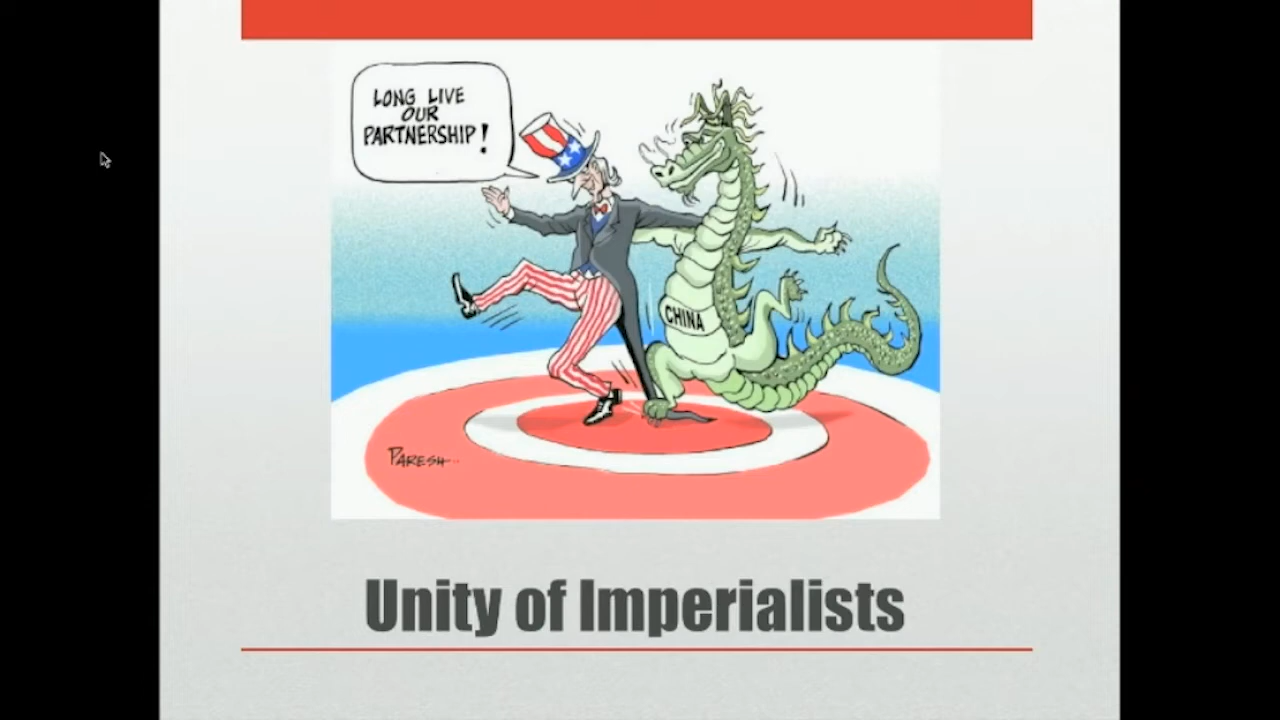 LONG LIVE
OUR
PARTNERSHIP!
CHINA
PARESH
Unity of Imperialists